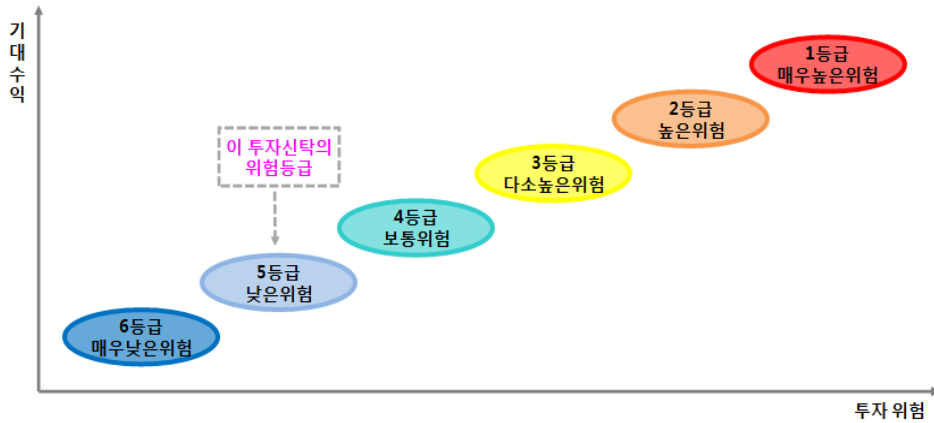 기대수익
1등급
매우높은위험
2등급
높은위험
이 투자신탁의
위험등급
3등급
다소높은위험
4등급
보통위험
5등급
낮은위험
6등급
매우낮은위험
투자 위험